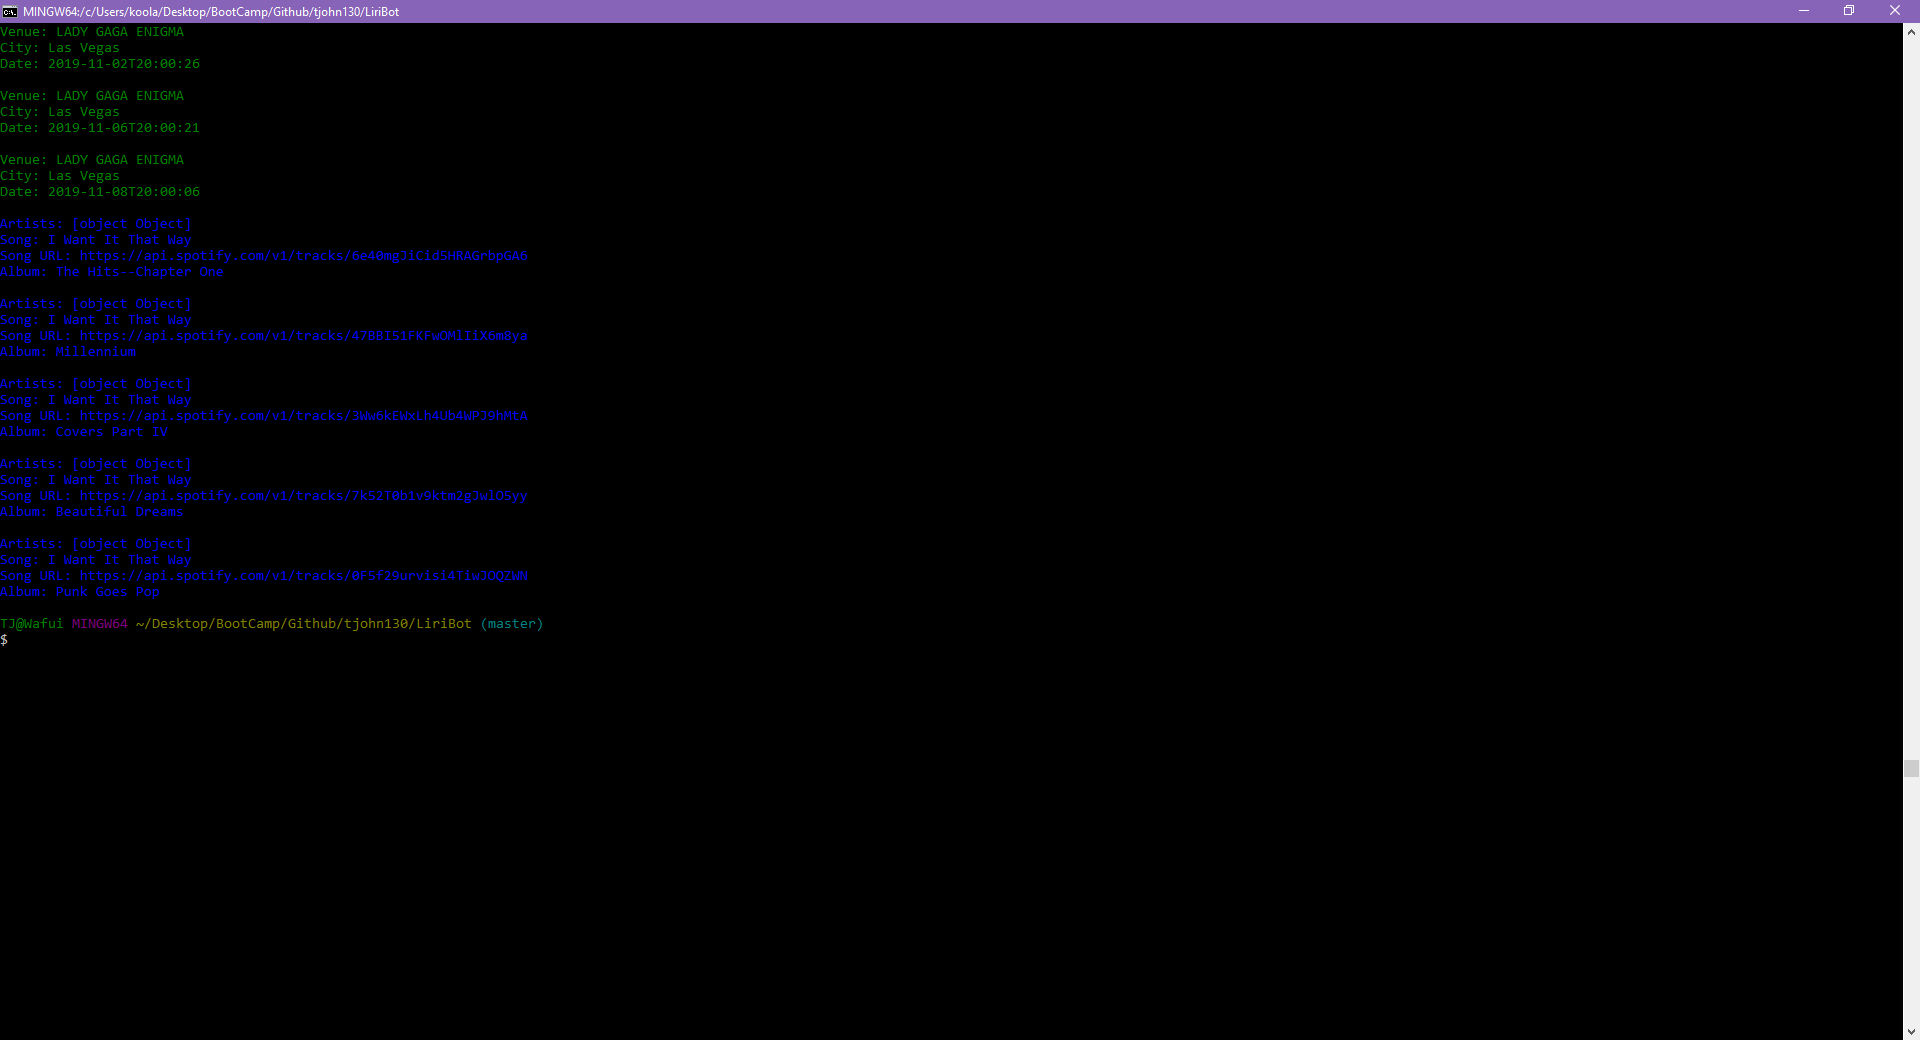 MINGW64:/c/Users/koola/Desktop/BootCamp/Github/tjohn130/LiriBot
Venue: LADY GAGA ENIGMA
City: Las Vegas
Date: 2019-11-02T20:00:26
Venue: LADY GAGA ENIGMA
City: Las Vegas
Date: 2019-11-06T20:00:21
Venue: LADY GAGA ENIGMA
City: Las Vegas
Date: 2019-11-08T20:00:06
Artists: [object Object]
Song: I Want It That Way
Song URL: https://api.spotify.com/v1/tracks/6e40mgJiCid5HRAGrbpGA6
Album: The Hits--Chapter One
Artists: [object Object]
Song: I Want It That Way
Song URL: https://api.spotify.com/v1/tracks/47BBI51FKFwOMlIiX6m8ya
Album: Millennium
Artists: [object Object]
Song: I Want It That Way
Song URL: https://api.spotify.com/v1/tracks/3Ww6kEWxLh4Ub4WPJ9hMtA
Album: Covers Part IV
Artists: [object Object]
Song: I Want It That Way
Song URL: https://api.spotify.com/v1/tracks/7k52T0b1v9ktm2gJwlO5yy
Album: Beautiful Dreams
Artists: [object Object]
Song: I Want It That Way
Song URL: https://api.spotify.com/v1/tracks/0F5f29urvisi4TiwJOQZWN
Album: Punk Goes Pop
TJ@Wafui MINGW64 ~/Desktop/BootCamp/Github/tjohn130/LiriBot (master)
$